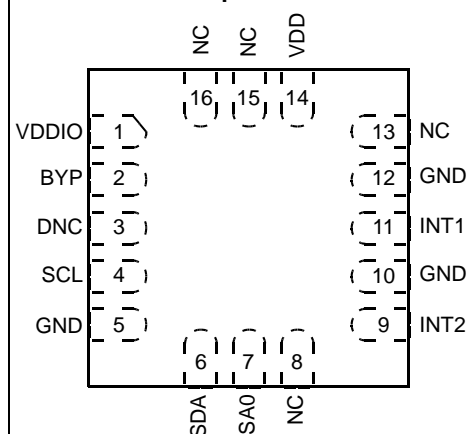 NC NC VDD
16 15 14
VDDIO 1 13 NC
BYP 2 12 GND
DNC 3 11 INT1
SCL 4 10 GND
GND 5 9 INT2
6 7 8
SDA SA0 NC